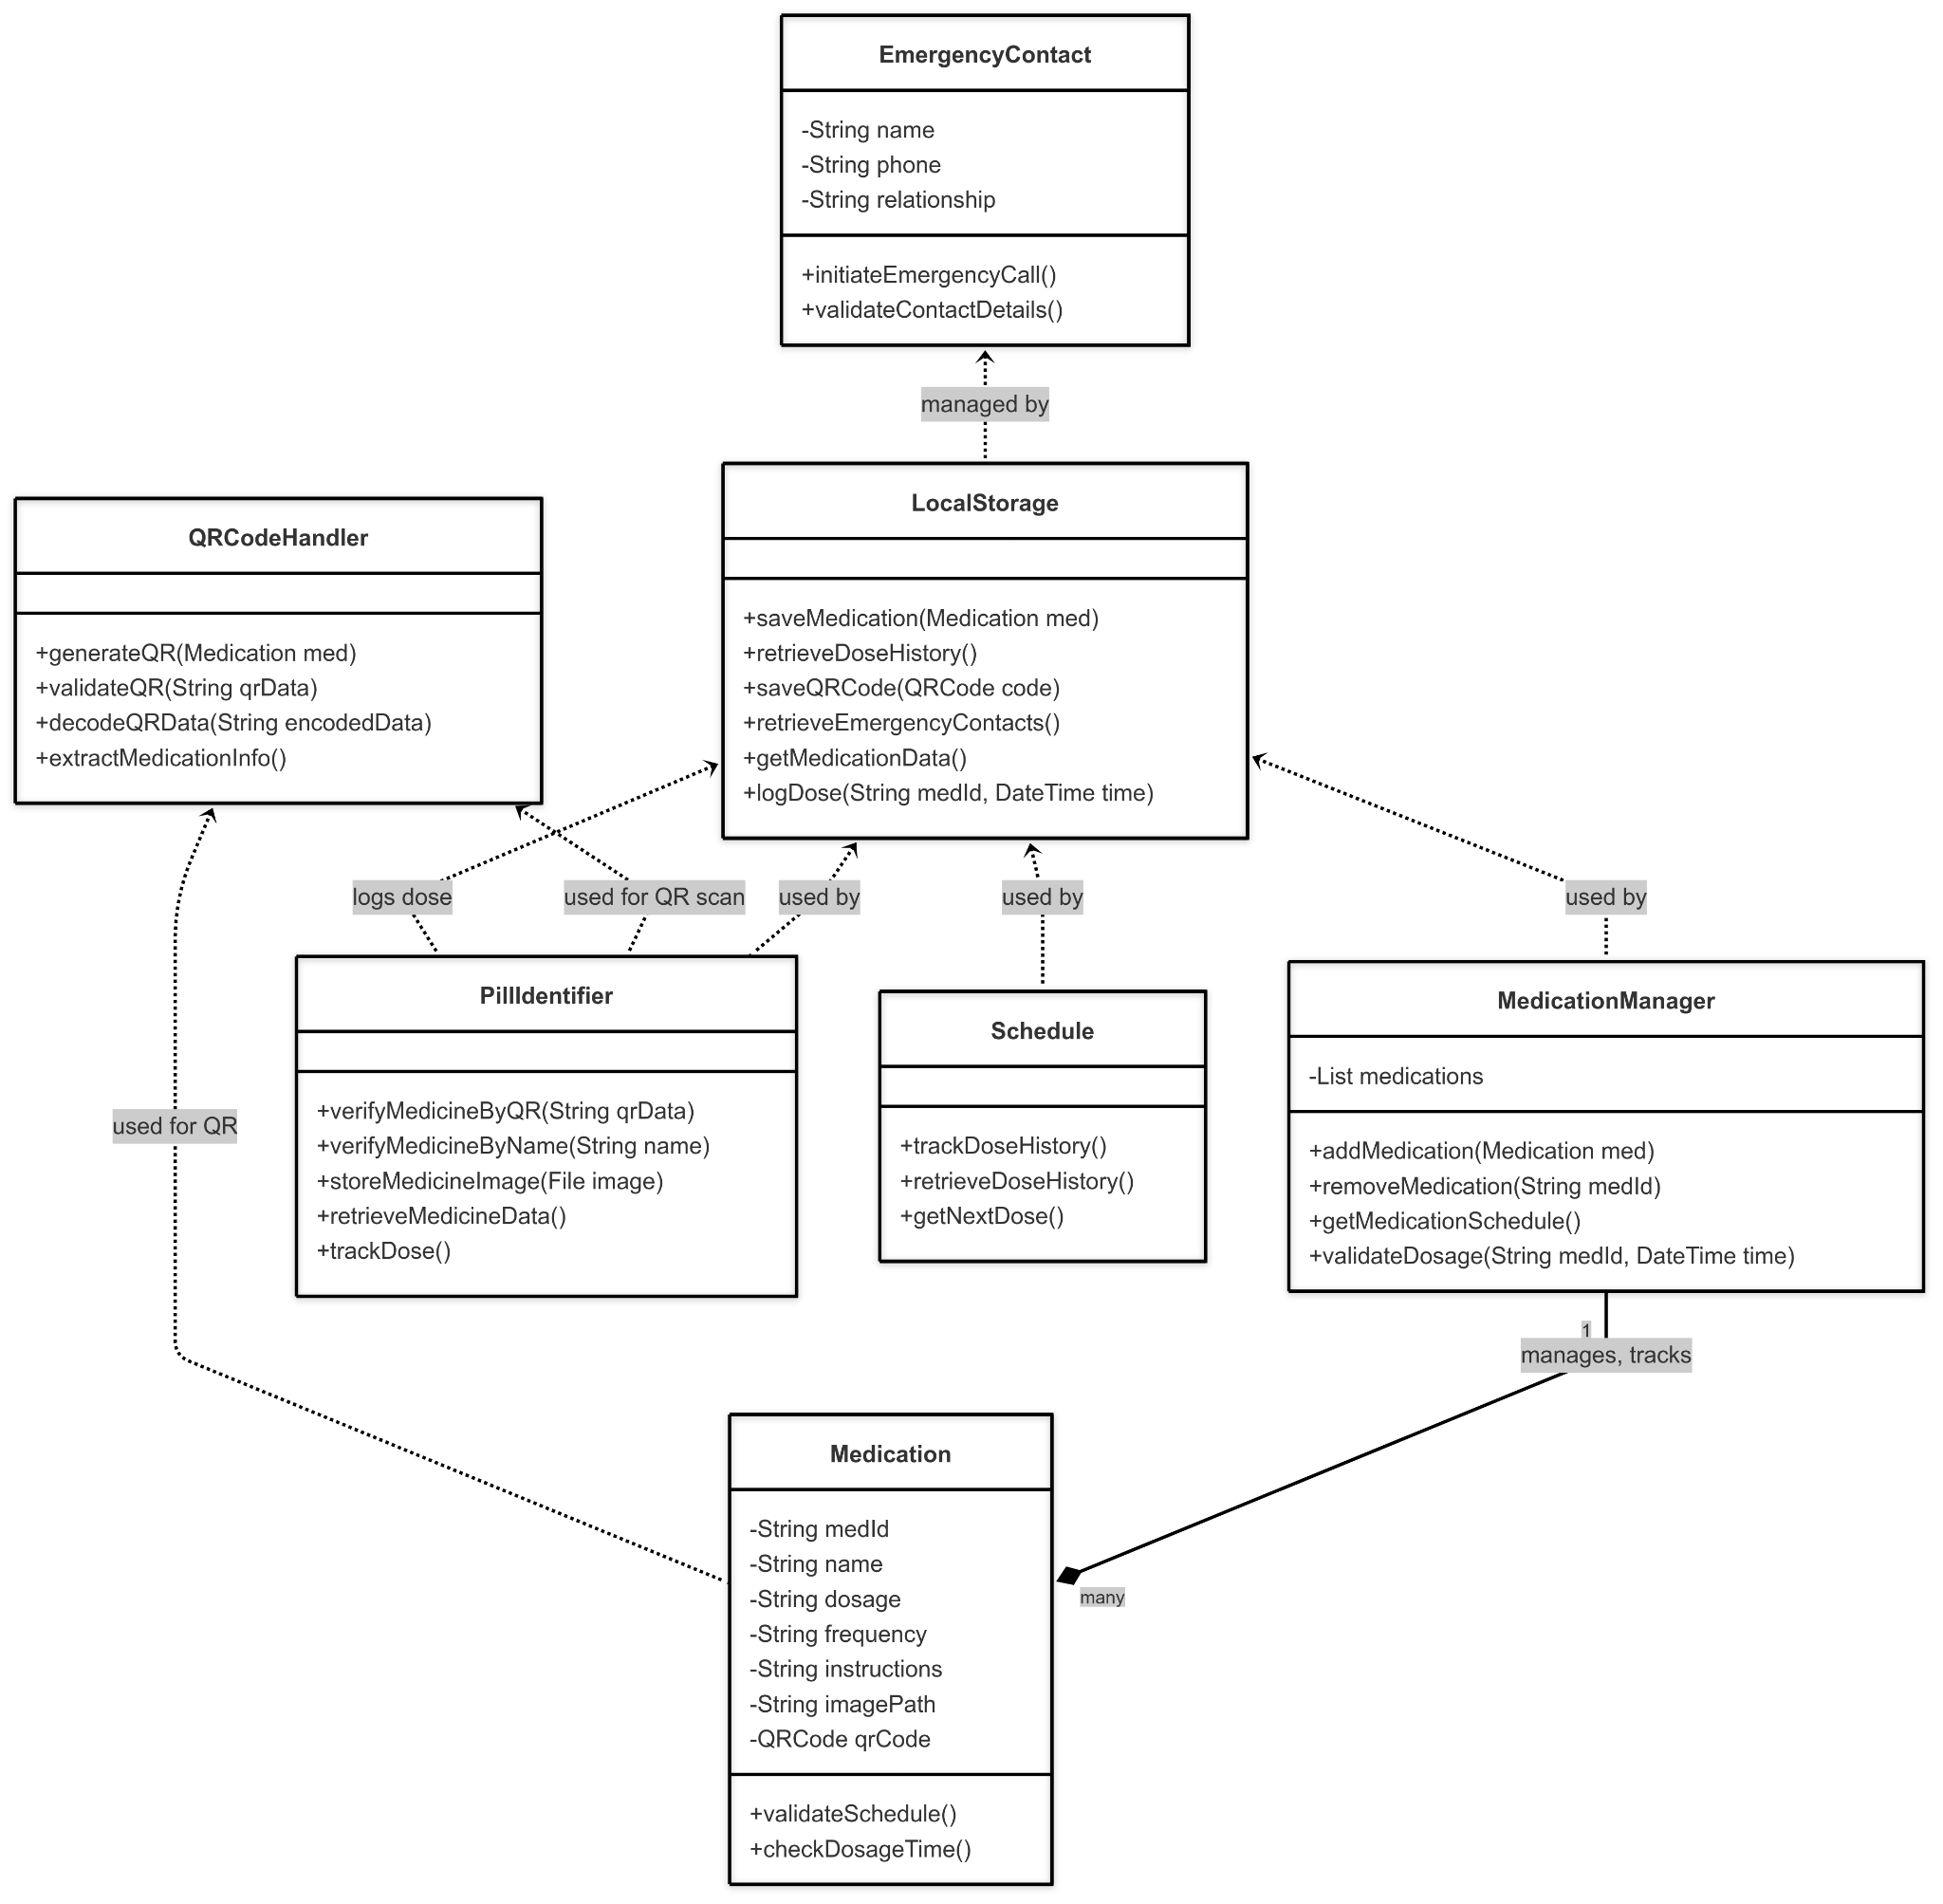 EmergencyContact
-String name
-String phone
-String relationship
+initiateEmergencyCall()
+validateContactDetails()
managed by
LocalStorage
+saveMedication(Medication med)
+retrieveDoseHistory()
+saveQRCode(QRCode code)
+retrieveEmergencyContacts()
+getMedicationData()
+logDose(String medId, DateTime time)
QRCodeHandler
+generateQR(Medication med)
+validateQR(String qrData)
+decodeQRData(String encodedData)
+extractMedicationInfo()
logs dose
used for QR scan
used by
used by
used by
PillIdentifier
+verifyMedicineByQR(String qrData)
+verifyMedicineByName(String name)
+storeMedicineImage(File image)
+retrieveMedicineData()
+trackDose()
Schedule
+trackDoseHistory()
+retrieveDoseHistory()
+getNextDose()
MedicationManager
-List medications
+addMedication(Medication med)
+removeMedication(String medId)
+getMedicationSchedule()
+validateDosage(String medId, DateTime time)
used for QR
1
manages, tracks
many
Medication
-String medId
-String name
-String dosage
-String frequency
-String instructions
-String imagePath
-QRCode qrCode
+validateSchedule()
+checkDosageTime()